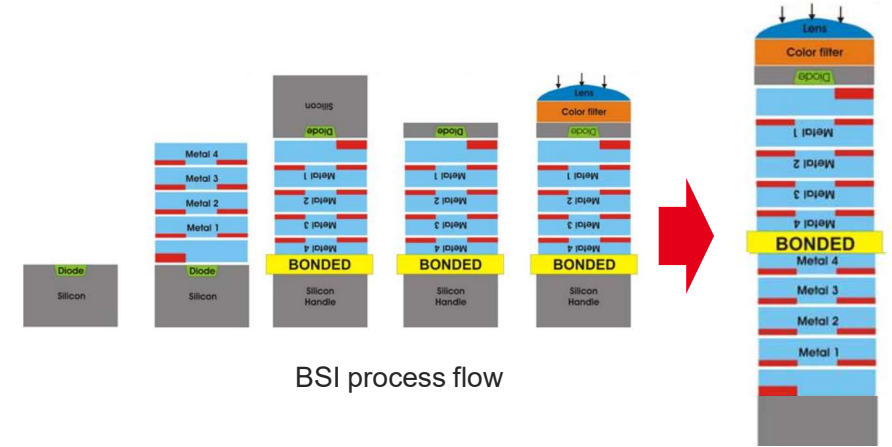 Diode
Silicon
Metal 4
Metal 3
Metal 2
Metal 1
Diode
Silicon
Silicon
Diode
Metal 1
Metal 2
Metal 3
Metal 4
BONDED
Silicon
Handle
Diode
Metal 1
Metal 2
Metal 3
Metal 4
BONDED
Silicon
Handle
Lens
Color filter
Diode
Metal 1
Metal 2
Metal 3
Metal 4
BONDED
Silicon
Handle
Lens
Color filter
Diode
Metal 1
Metal 2
Metal 3
Metal 4
BONDED
Metal 4
Metal 3
Metal 2
Metal 1
BSI process flow